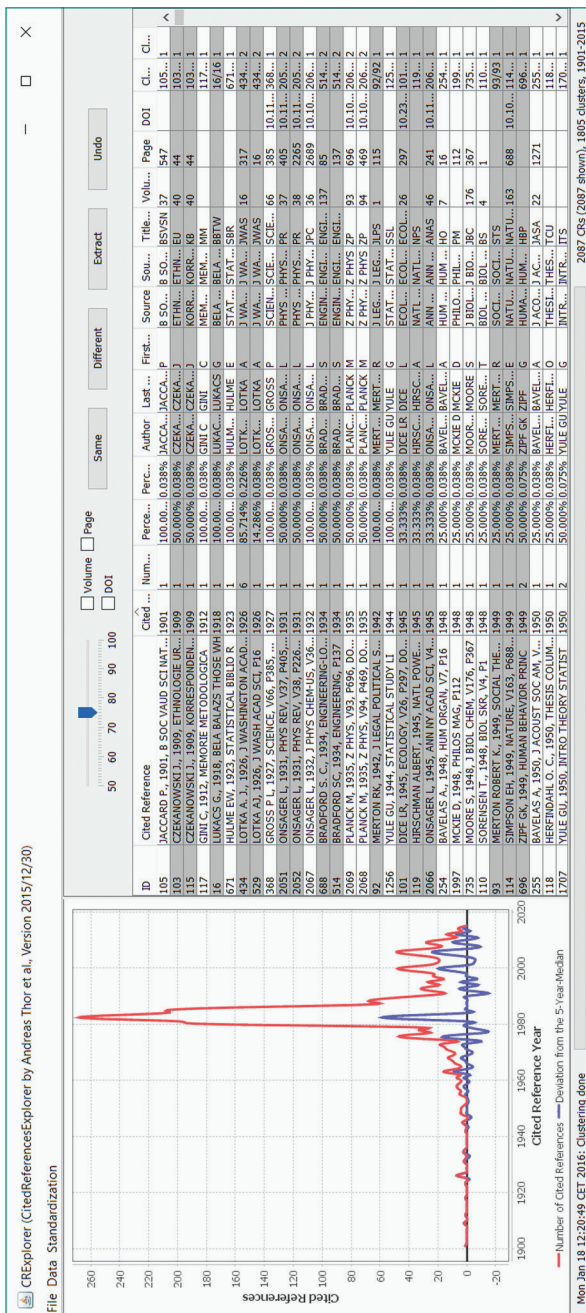 CRExplorer (CitedReferencesExplorer by Andreas Thor et al., Version 2015/12/30)
File Data Standardization
260
240
220
200
180
160
140
120
100
80
60
40
20
0
-20
Cited References
1900 1920 1940 1960 1980 2000 2020
Cited Reference Year
Number of Cited References Deviation from the 5-Year-Median
50 60 70 80 90 100
Volume Page
DOI
Same Different Extract Undo
ID Cited Reference Cited ... Num... Perce... Perc... Author Last ... First... Source Sou... Title... Volu... Page DOI Cl... Cl...
105 JACCARD P., 1901, B SOC VAUD SCI NAT... 1901 1 100.00... 0.038% JACCA... JACCA... P B SO... B SO... BSVSN 37 547 105... 1
103 CZEKANOWSKI J., 1909, ETHNOLOGIE UR... 1909 1 50.000% 0.038% CZEKA... CZEKA... J ETHN... ETHN... EU 40 44 103... 1
115 CZEKANOWSKI J., 1909, KORRESPONDEN... 1909 1 50.000% 0.038% CZEKA... CZEKA... J KORR... KORR... KB 40 44 103... 1
117 GINI C, 1912, MEMORIE METODOLOGICA 1912 1 100.00... 0.038% GINI C GINI C MEM... MEM... MM 117... 1
16 LUKACS G., 1918, BELA BALAZS THOSE WH 1918 1 100.00... 0.038% LUKAC... LUKACS G BELA ... BELA ... BBTW 16/16 1
671 HULME EW, 1923, STATISTICAL BIBLIO R 1923 1 100.00... 0.038% HULM... HULME E STAT... STAT... SBR 671... 1
434 LOTKA A. J., 1926, J WASHINGTON ACAD... 1926 6 85.714% 0.226% LOTK... LOTKA A J WA... J WA... JWAS 16 317 434... 2
529 LOTKA AJ, 1926, J WASH ACAD SCI, P16 1926 1 14.286% 0.038% LOTK... LOTKA A J WA... J WA... JWAS 16 434... 2
368 GROSS P L, 1927, SCIENCE, V66, P385, ... 1927 1 100.00... 0.038% GROS... GROSS P SCIEN... SCIE... SCIE... 66 385 10.11... 368... 1
2051 ONSAGER L, 1931, PHYS REV, V37, P405,... 1931 1 50.000% 0.038% ONSA... ONSA... L PHYS ... PHYS ... PR 37 405 10.11... 205... 2
2052 ONSAGER L, 1931, PHYS REV, V38, P226... 1931 1 50.000% 0.038% ONSA... ONSA... L PHYS ... PHYS ... PR 38 2265 10.11... 205... 2
2067 ONSAGER L, 1932, J PHYS CHEM-US, V36... 1932 1 100.00... 0.038% ONSA... ONSA... L J PHY... J PHY... JPC 36 2689 10.10... 206... 1
688 BRADFORD S. C., 1934, ENGINEERING-LO... 1934 1 50.000% 0.038% BRAD... BRAD... S ENGIN... ENGI... ENGI... 137 85 514... 2
514 BRADFORD SC, 1934, ENGINEERING, P137 1934 1 50.000% 0.038% BRAD... BRAD... S ENGIN... ENGI... ENGI... 137 514... 2
2069 PLANCK M, 1935, Z PHYS, V93, P696, DO... 1935 1 50.000% 0.038% PLANC... PLANCK M Z PHY... Z PHYS ZP 93 696 10.10... 206... 2
2068 PLANCK M, 1935, Z PHYS, V94, P469, DO... 1935 1 50.000% 0.038% PLANC... PLANCK M Z PHY... Z PHYS ZP 94 469 10.10... 206... 2
92 MERTON RK, 1942, J LEGAL POLITICAL S... 1942 1 100.00... 0.038% MERT... MERT... R J LEG... J LEG... JLPS 1 115 92/92 1
1256 YULE GU, 1944, STATISTICAL STUDY LI 1944 1 100.00... 0.038% YULE GU YULE G STAT... STAT... SSL 125... 1
101 DICE LR, 1945, ECOLOGY, V26, P297, DO... 1945 1 33.333% 0.038% DICE LR DICE L ECOL... ECOL... ECOL... 26 297 10.23... 101... 1
119 HIRSCHMAN ALBERT, 1945, NATL POWE... 1945 1 33.333% 0.038% HIRSC... HIRSC... A NATL ... NATL ... NPS 119... 1
2066 ONSAGER L, 1945, ANN NY ACAD SCI, V4... 1945 1 33.333% 0.038% ONSA... ONSA... L ANN ... ANN ... ANAS 46 241 10.11... 206... 1
254 BAVELAS A., 1948, HUM ORGAN, V7, P16 1948 1 25.000% 0.038% BAVEL... BAVEL... A HUM ... HUM ... HO 7 16 254... 1
1997 MCKIE D, 1948, PHILOS MAG, P112 1948 1 25.000% 0.038% MCKIE D MCKIE D PHILO... PHIL... PM 112 199... 1
735 MOORE S, 1948, J BIOL CHEM, V176, P367 1948 1 25.000% 0.038% MOOR... MOORE S J BIOL... J BIO... JBC 176 367 735... 1
110 SORENSEN T., 1948, BIOL SKR, V4, P1 1948 1 25.000% 0.038% SORE... SORE... T BIOL ... BIOL ... BS 4 1 110... 1
93 MERTON ROBERT K., 1949, SOCIAL THE... 1949 1 25.000% 0.038% MERT... MERT... R SOCI... SOCI... STS 93/93 1
114 SIMPSON EH, 1949, NATURE, V163, P688... 1949 1 25.000% 0.038% SIMPS... SIMPS... E NATU... NATU... NATU... 163 688 10.10... 114... 1
696 ZIPF GK, 1949, HUMAN BEHAVIOR PRINC 1949 2 50.000% 0.075% ZIPF GK ZIPF G HUMA... HUM... HBP 696... 1
255 BAVELAS A, 1950, J ACOUST SOC AM, V... 1950 1 25.000% 0.038% BAVEL... BAVEL... A J ACO... J AC... JASA 22 1271 255... 1
118 HERFINDAHL O. C., 1950, THESIS COLUM... 1950 1 25.000% 0.038% HERFI... HERFI... O THESI... THES... TCU 118... 1
1707 YULE GU, 1950, INTRO THEORY STATIST 1950 2 50.000% 0.075% YULE GU YULE G INTR... INTR... ITS 170... 1
Mon Jan 18 12:20:49 CET 2016: Clustering done
2087 CRs (2087 shown), 1805 clusters, 1901-2015